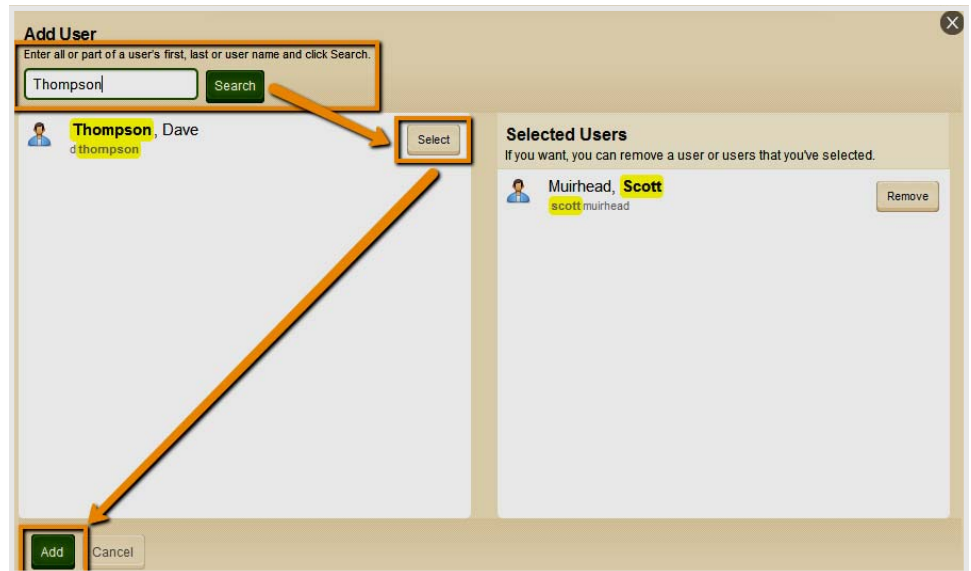 Add User
Enter all or part of a user's first, last or user name and click Search.
Thompson
Search
Thompson, Dave
dthompson
Select
Selected Users
If you want, you can remove a user or users that you've selected.
Muirhead, Scott
scottmuirhead
Remove
Add
Cancel